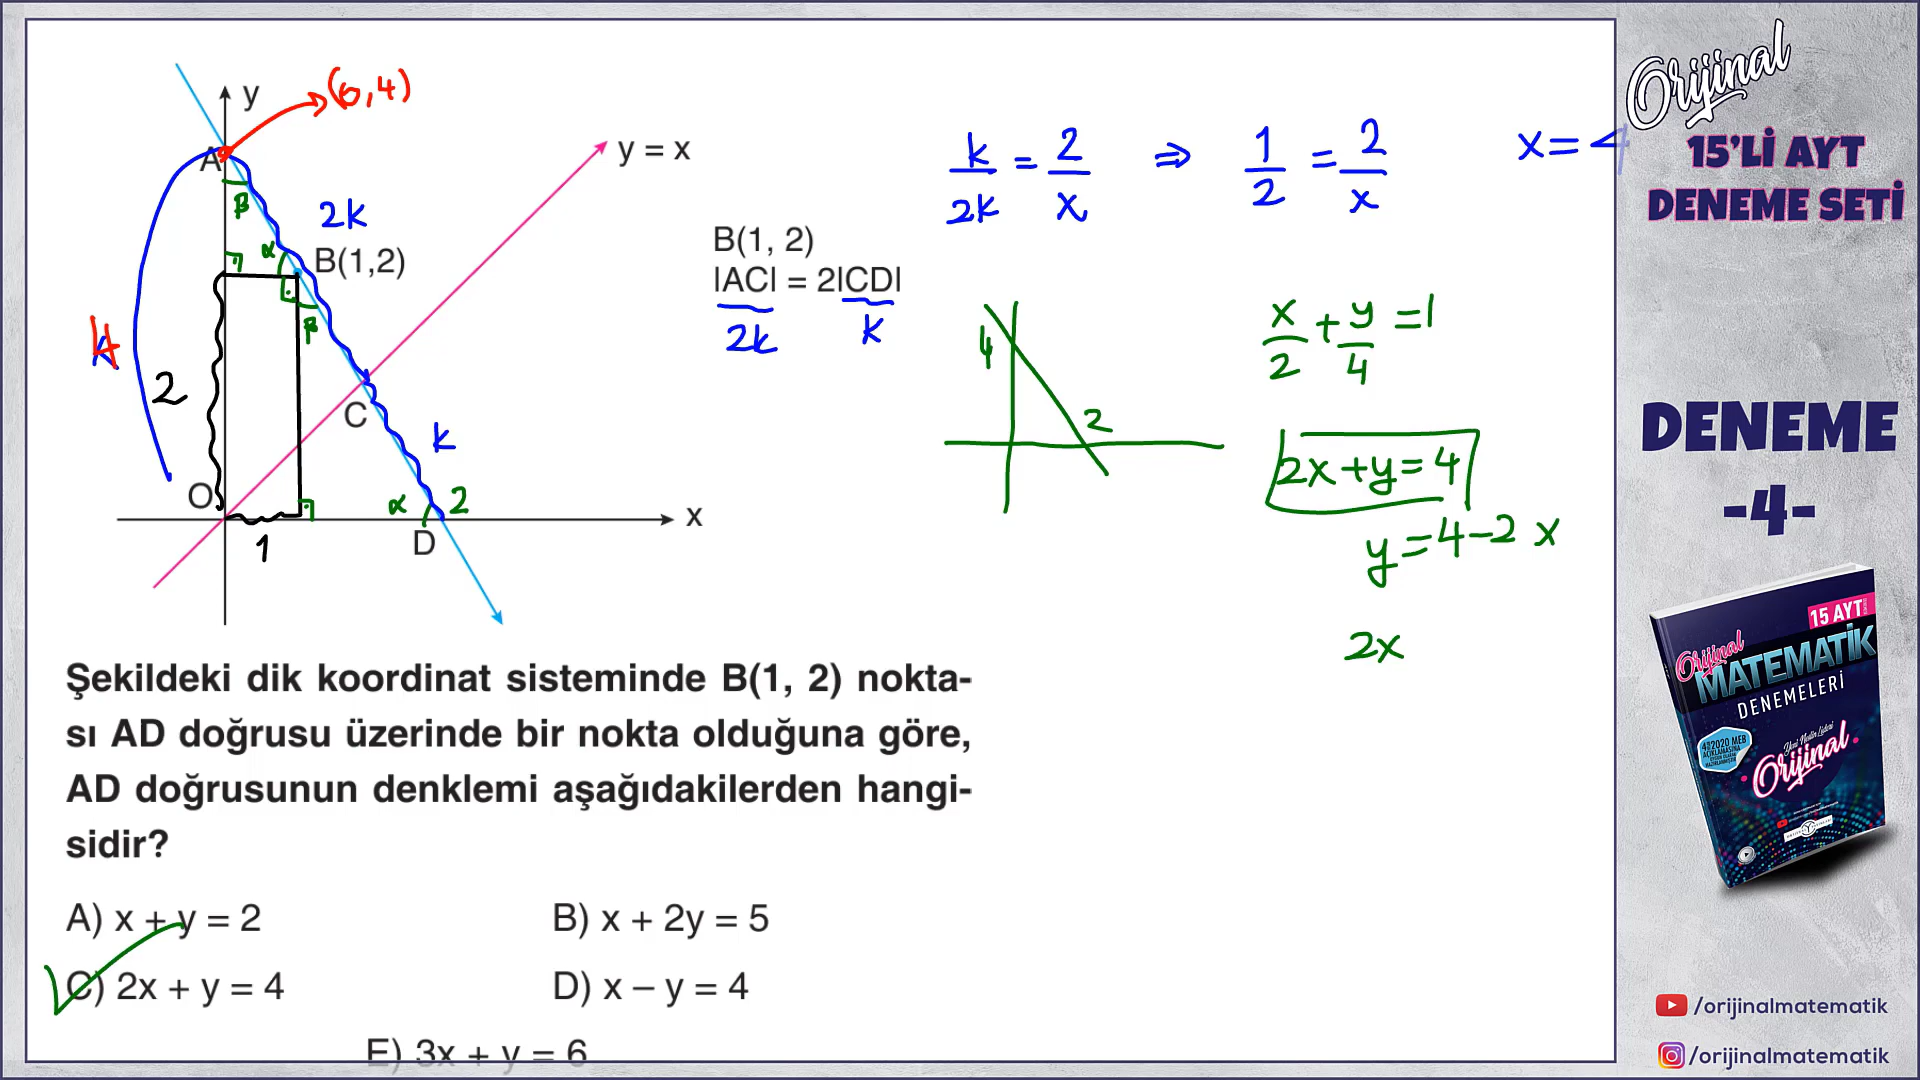 y
(0,4)
A
y = x
β
2k
α
B(1,2)
β
4
2
C
k
O
α
2
x
1
D
B(1, 2)
|AC| = 2|CD|
2k
k
k/2k = 2/x ⇒ 1/2 = 2/x
x = 4
4
2
x/2 + y/4 = 1
2x + y = 4
y = 4 - 2x
2x
Şekildeki dik koordinat sisteminde B(1, 2) nokta-
sı AD doğrusu üzerinde bir nokta olduğuna göre,
AD doğrusunun denklemi aşağıdakilerden hangi-
sidir?
A) x + y = 2
B) x + 2y = 5
C) 2x + y = 4
D) x – y = 4
E) 3x + y = 6
Orijinal
15'Lİ AYT
DENEME SETİ
DENEME
-4-
15 AYT
Orijinal
MATEMATİK
DENEMELERİ
Orijinal
/orijinalmatematik
/orijinalmatematik